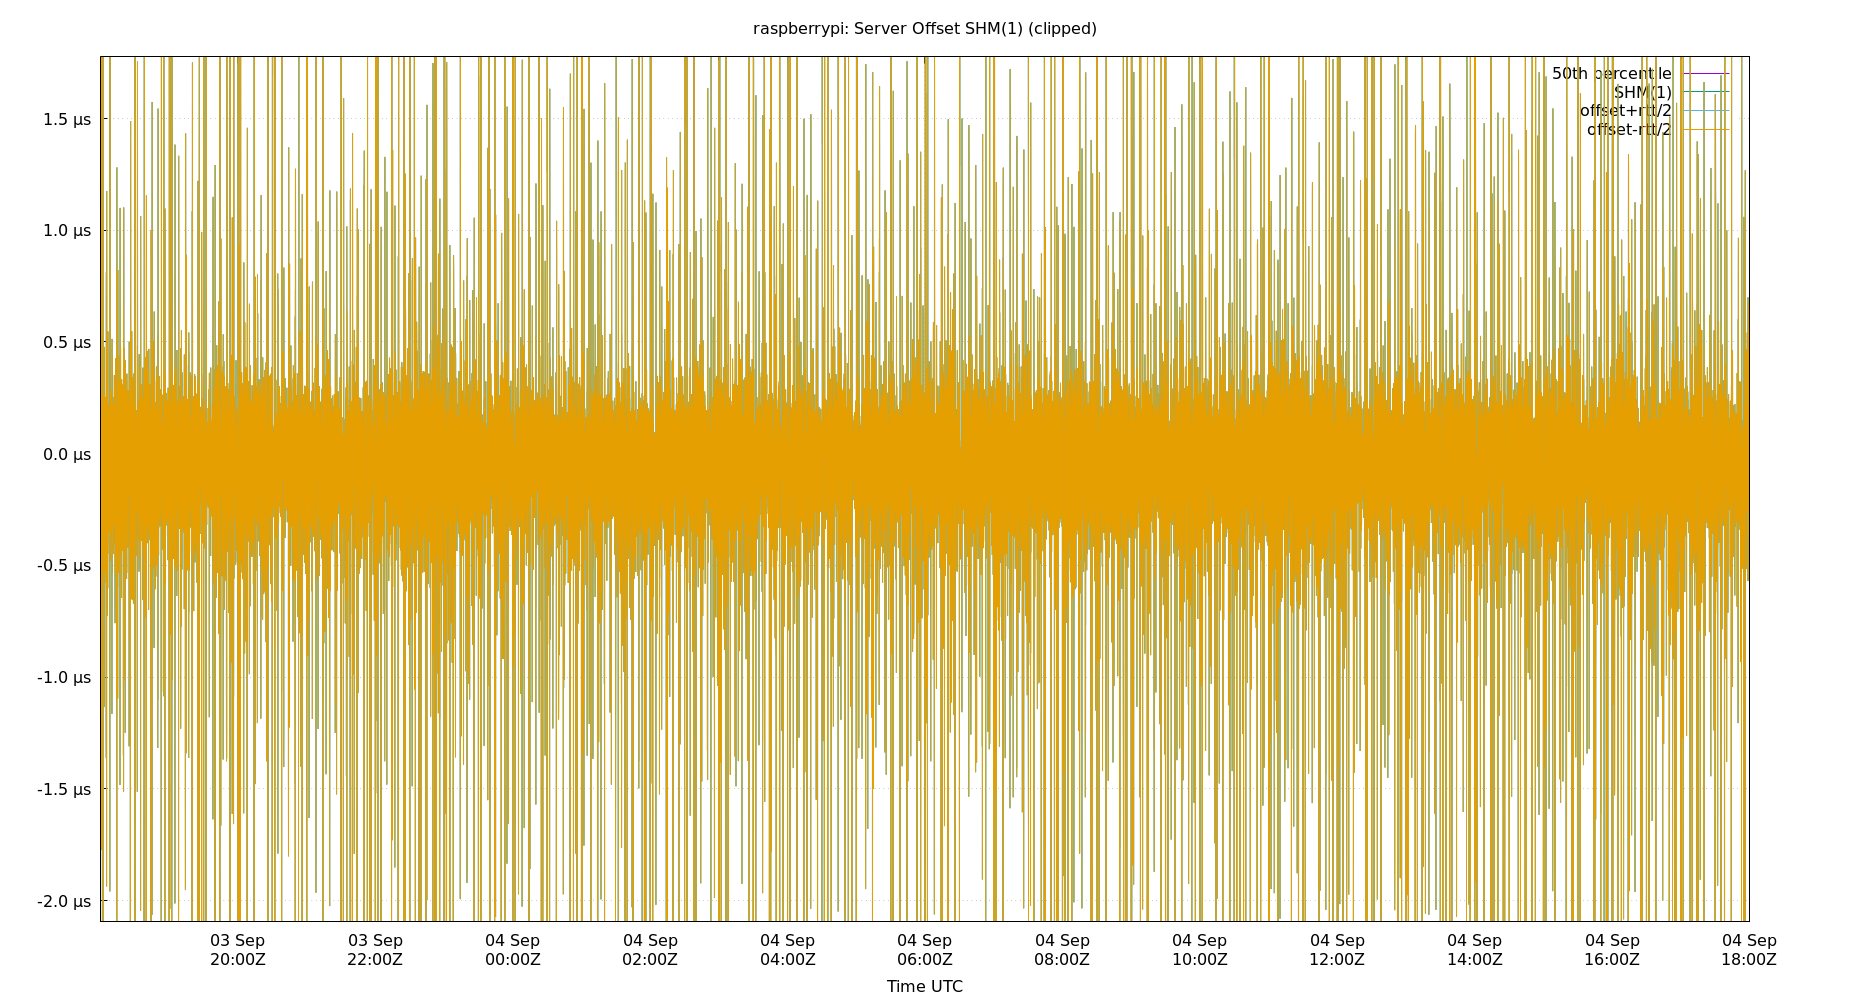 raspberrypi: Server Offset SHM(1) (clipped)
50th percentile
SHM(1)
offset+rtt/2
offset-rtt/2
1.5 µs
1.0 µs
0.5 µs
0.0 µs
-0.5 µs
-1.0 µs
-1.5 µs
-2.0 µs
03 Sep 03 Sep 04 Sep 04 Sep 04 Sep 04 Sep 04 Sep 04 Sep 04 Sep 04 Sep 04 Sep 04 Sep
20:00Z 22:00Z 00:00Z 02:00Z 04:00Z 06:00Z 08:00Z 10:00Z 12:00Z 14:00Z 16:00Z 18:00Z
Time UTC